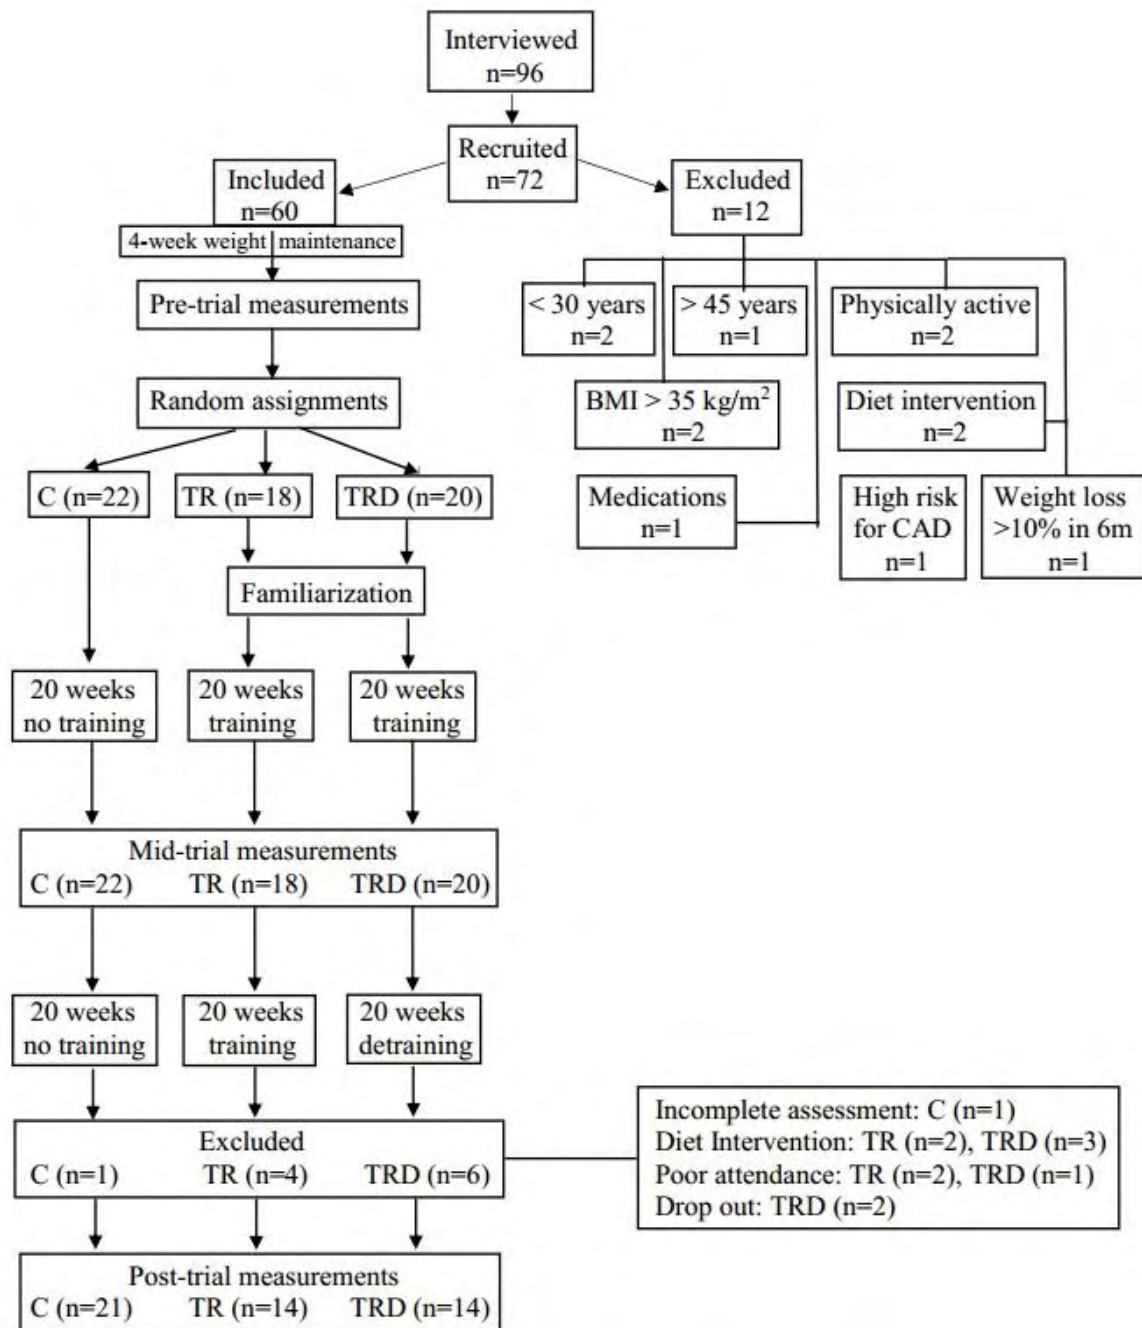 Interviewed
n=96
Recruited
n=72
Included
n=60
Excluded
n=12
4-week weight maintenance
Pre-trial measurements
< 30 years
n=2
> 45 years
n=1
Physically active
n=2
BMI > 35 kg/m²
n=2
Diet intervention
n=2
Medications
n=1
High risk
for CAD
n=1
Weight loss
>10% in 6m
n=1
Random assignments
C (n=22)
TR (n=18)
TRD (n=20)
Familiarization
20 weeks
no training
20 weeks
training
20 weeks
training
Mid-trial measurements
C (n=22) TR (n=18) TRD (n=20)
20 weeks
no training
20 weeks
training
20 weeks
detraining
Excluded
C (n=1) TR (n=4) TRD (n=6)
Incomplete assessment: C (n=1)
Diet Intervention: TR (n=2), TRD (n=3)
Poor attendance: TR (n=2), TRD (n=1)
Drop out: TRD (n=2)
Post-trial measurements
C (n=21) TR (n=14) TRD (n=14)